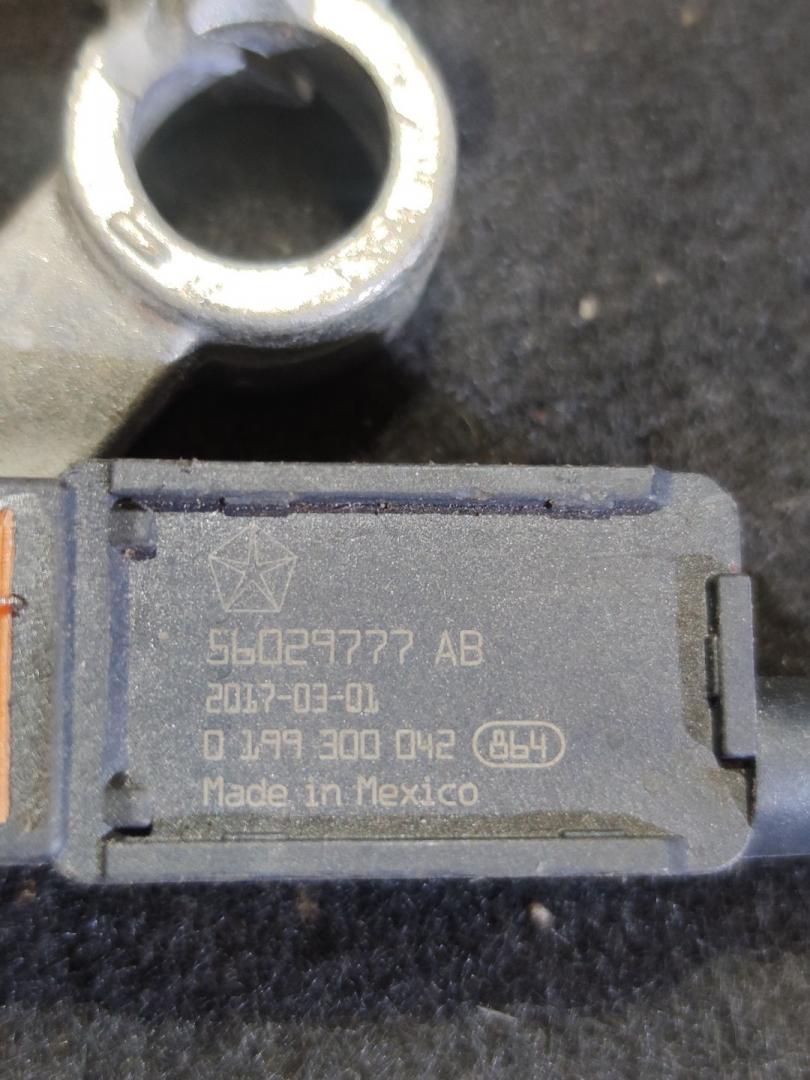 56029777 AB
2017-03-01
0 199 300 042 864
Made in Mexico